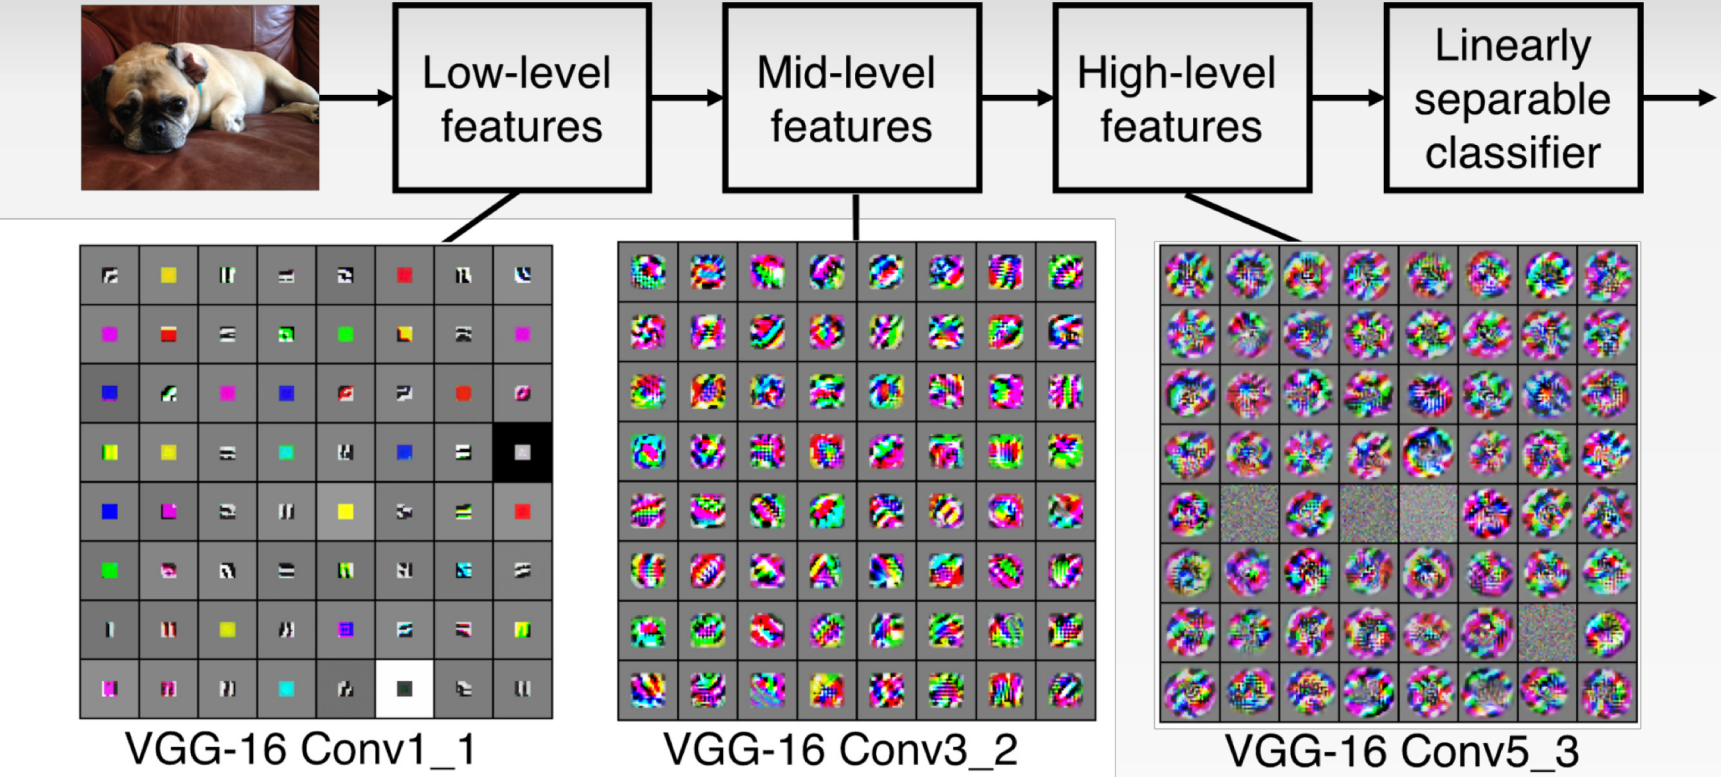 Low-level
features
Mid-level
features
High-level
features
Linearly
separable
classifier
VGG-16 Conv1_1
VGG-16 Conv3_2
VGG-16 Conv5_3